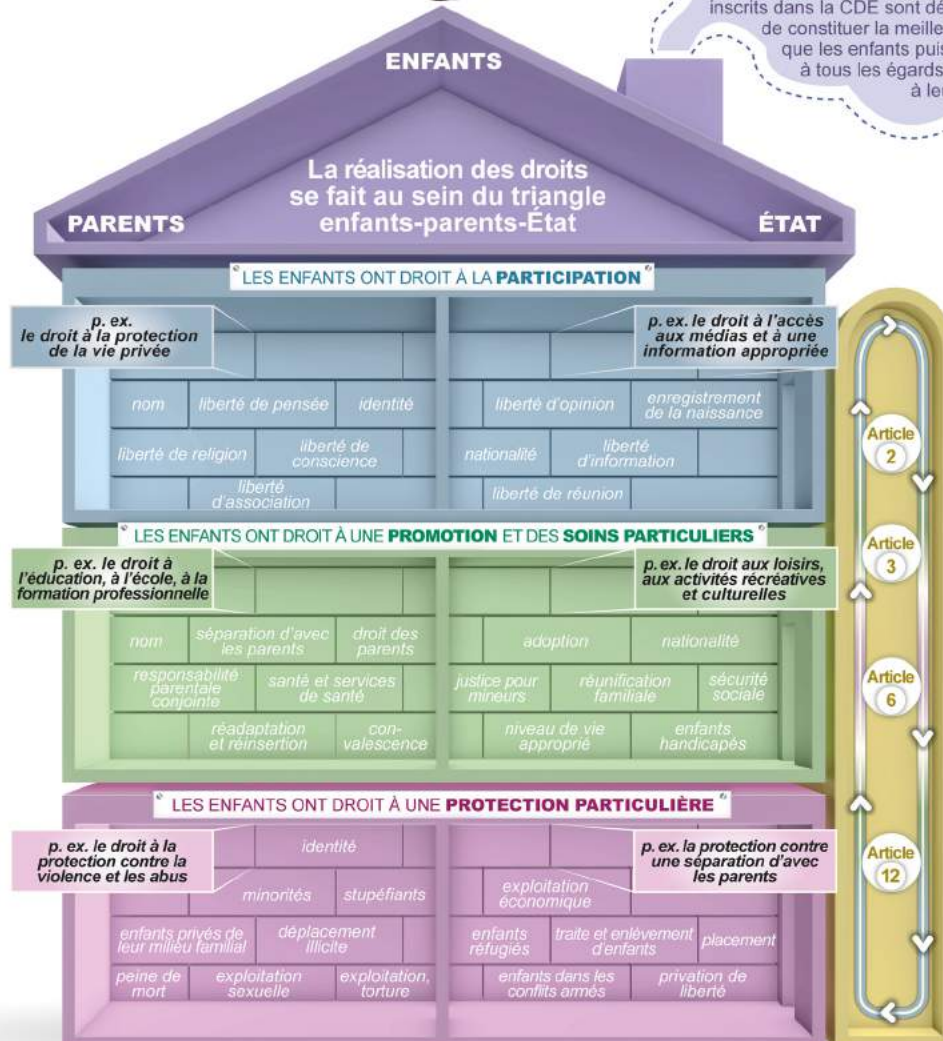 inscrits dans la CDE sont
de constituer la
que les enfants
à tous les égards
à
ENFANTS
La réalisation des droits
se fait au sein du triangle
enfants-parents-État
PARENTS
ÉTAT
LES ENFANTS ONT DROIT À LA PARTICIPATION
p. ex.
le droit à la protection
de la vie privée
p. ex. le droit à l'accès
aux médias et à une
information appropriée
nom
liberté de pensée
identité
liberté d'opinion
enregistrement
de la naissance
liberté de religion
liberté de
conscience
nationalité
liberté
d'information
liberté
d'association
liberté de réunion
LES ENFANTS ONT DROIT À UNE PROMOTION ET DES SOINS PARTICULIERS
p. ex. le droit à
l'éducation, à l'école, à la
formation professionnelle
p. ex. le droit aux loisirs,
aux activités récréatives
et culturelles
nom
séparation d'avec
les parents
droit des
parents
adoption
nationalité
responsabilité
parentale
conjointe
santé et services
de santé
justice pour
mineurs
réunification
familiale
sécurité
sociale
réadaptation
et réinsertion
con-
valescence
niveau de vie
approprié
enfants
handicapés
LES ENFANTS ONT DROIT À UNE PROTECTION PARTICULIÈRE
p. ex. le droit à la
protection contre la
violence et les abus
identité
p. ex. la protection contre
une séparation d'avec
les parents
minorités
stupéfiants
exploitation
économique
enfants privés de
leur milieu familial
déplacement
illicite
enfants
réfugiés
traite et enlèvement
d'enfants
placement
peine de
mort
exploitation
sexuelle
exploitation,
torture
enfants dans les
conflits armés
privation de
liberté
Article
2
Article
3
Article
6
Article
12